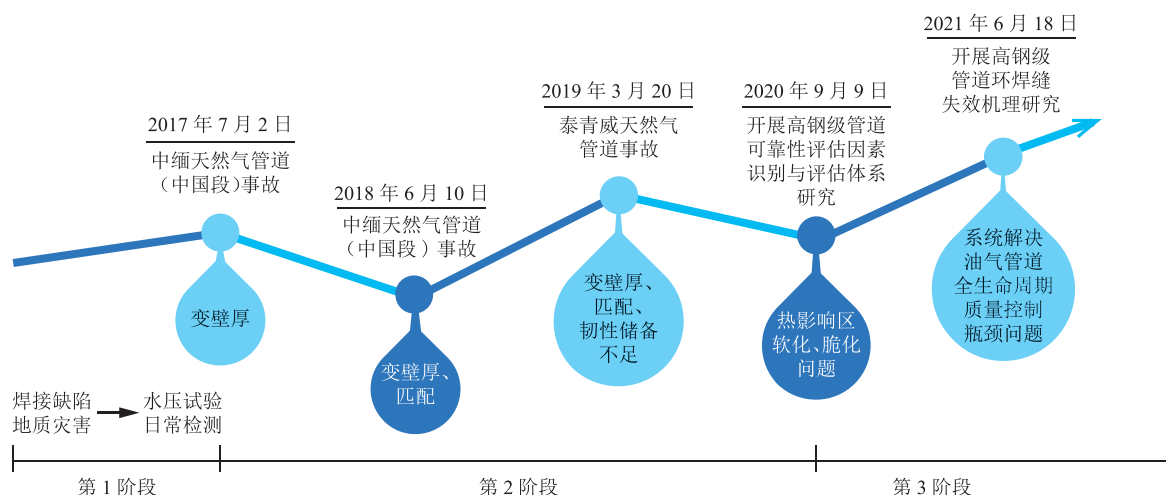 2017 年 7 月 2 日
中缅天然气管道
（中国段)事故
变壁厚
2018 年 6 月 10 日
中缅天然气管道
（中国段 ）事故
变壁厚、
匹配
2019 年 3 月 20 日
泰青威天然气
管道事故
变壁厚、
匹配、
韧性储备
不足
2020 年 9 月 9 日
开展高钢级管道
可靠性评估因素
识别与评估体系
研究
热影响区
软化、脆化
问题
2021 年 6 月 18 日
开展高钢级
管道环焊缝
失效机理研究
系统解决
油气管道
全生命周期
质量控制
瓶颈问题
焊接缺陷
地质灾害
水压试验
日常检测
第 1 阶段
第 2 阶段
第 3 阶段